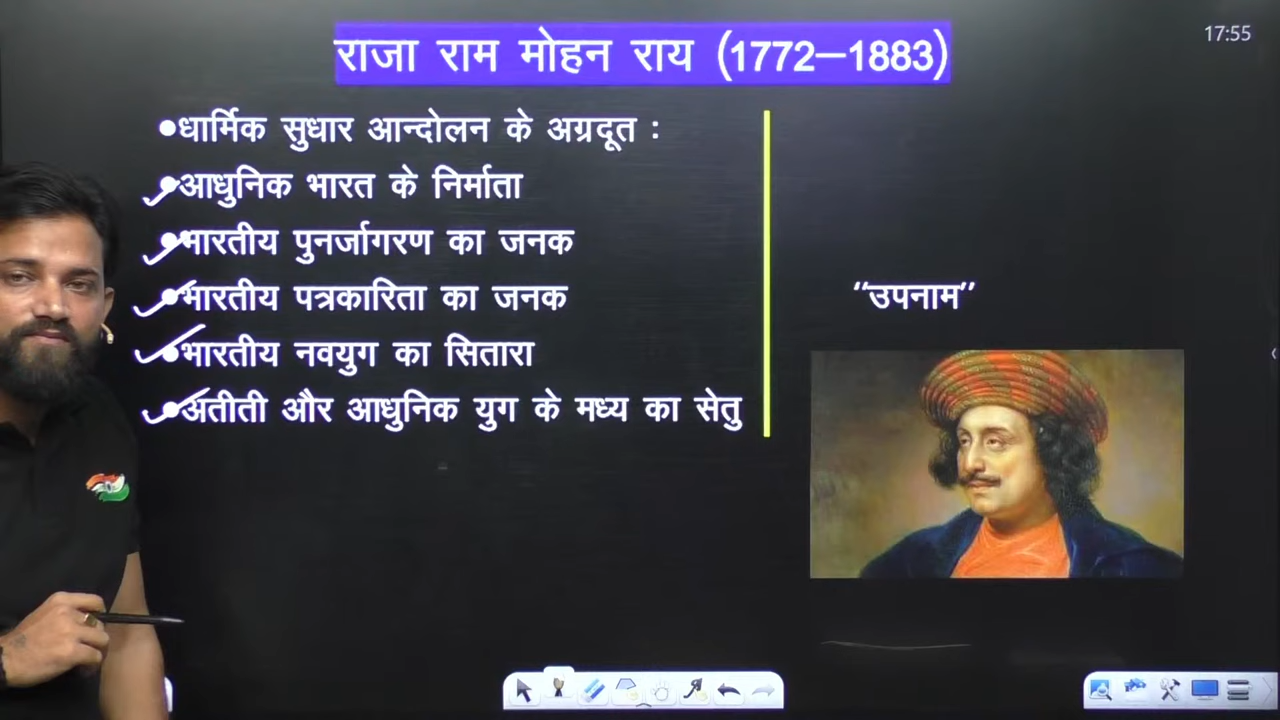 राजा राम मोहन राय (1772–1883)
17:55
•धार्मिक सुधार आन्दोलन के अग्रदूत :
•आधुनिक भारत के निर्माता
•भारतीय पुनर्जागरण का जनक
•भारतीय पत्रकारिता का जनक
•भारतीय नवयुग का सितारा
•अतीती और आधुनिक युग के मध्य का सेतु
“उपनाम”